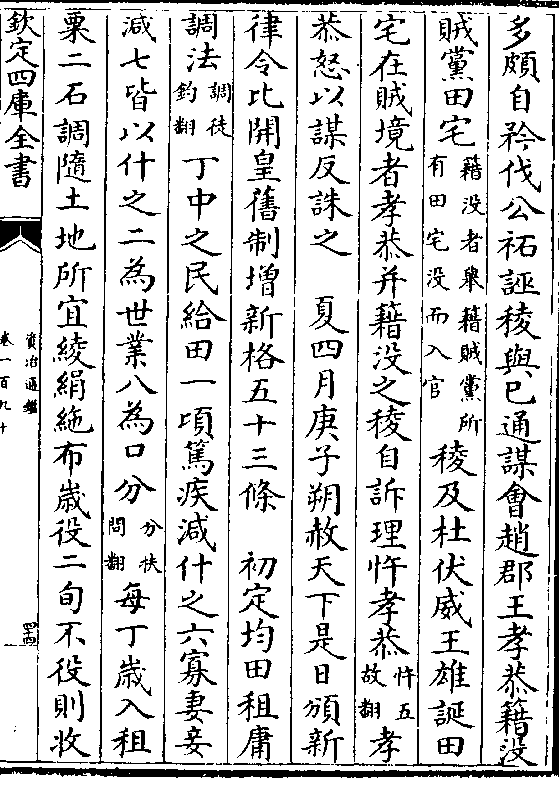 多頗自矜伐公祏誣稜與已通謀會趙郡王孝恭籍没
賊黨田宅籍没者舉籍賊黨所有田宅没而入官稜及杜伏威王雄誕田
宅在賊境者孝恭并籍没之稜自訴理忤孝恭忤五故翻孝
恭怒以謀反誅之　夏四月庚子朔赦天下是日頒新
律令比開皇舊制增新格五十三條　初定均田租庸
調法調徒釣翻丁中之民給田一頃篤疾減什之六寡妻妾
減七皆以什之二為世業八為口分分扶問翻每丁歲入租
粟二石調隨土地所宜綾絹絁布歲役二旬不役則收
欽定四庫全書
資治通鑑
卷一百九十
四四